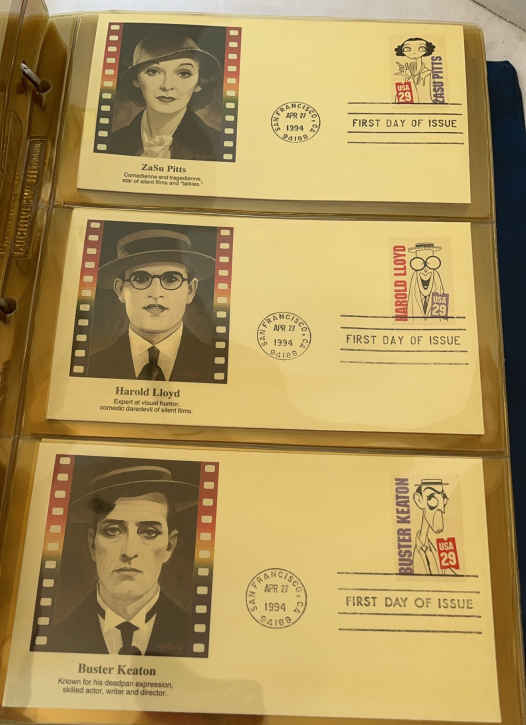 ZASU PITTS
USA
29
SAN FRANCISCO, CA
APR 27
1994
94188
FIRST DAY OF ISSUE
ZaSu Pitts
Comedienne and tragedienne,
star of silent films and "talkies."
HAROLD LLOYD
USA
29
SAN FRANCISCO, CA
APR 27
1994
94188
FIRST DAY OF ISSUE
Harold Lloyd
Expert at visual humor,
comedic daredevil of silent films.
BUSTER KEATON
USA
29
SAN FRANCISCO, CA
APR 27
1994
94188
FIRST DAY OF ISSUE
Buster Keaton
Known for his deadpan expression,
skilled actor, writer and director.